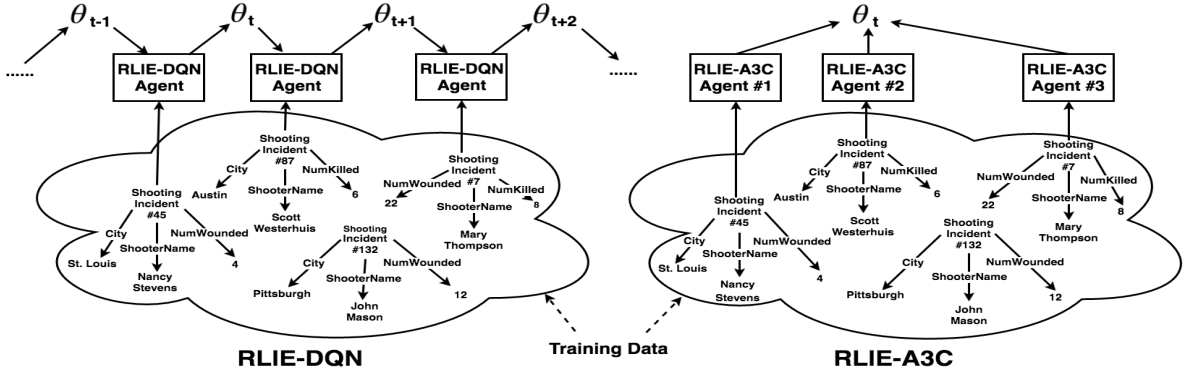 θ t-1
θ t
θ t+1
θ t+2
......
......
RLIE-DQN
Agent
RLIE-DQN
Agent
RLIE-DQN
Agent
Shooting
Incident
#87
City
NumKilled
Austin
ShooterName
6
Scott
Westerhuis
Shooting
Incident
#7
NumWounded
NumKilled
22
ShooterName
8
Mary
Thompson
Shooting
Incident
#45
City
NumWounded
ShooterName
St. Louis
4
Nancy
Stevens
Shooting
Incident
#132
City
NumWounded
ShooterName
Pittsburgh
12
John
Mason
RLIE-DQN
Training Data
θ t
RLIE-A3C
Agent #1
RLIE-A3C
Agent #2
RLIE-A3C
Agent #3
Shooting
Incident
#87
City
NumKilled
Austin
ShooterName
6
Scott
Westerhuis
Shooting
Incident
#7
NumWounded
NumKilled
22
ShooterName
8
Mary
Thompson
Shooting
Incident
#45
City
NumWounded
ShooterName
St. Louis
4
Nancy
Stevens
Shooting
Incident
#132
City
NumWounded
ShooterName
Pittsburgh
12
John
Mason
RLIE-A3C